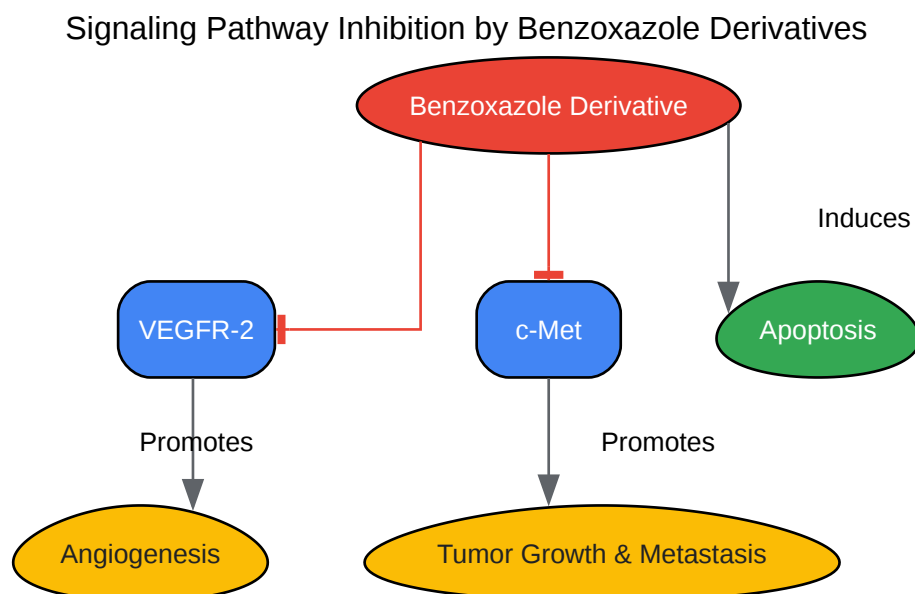 Signaling Pathway Inhibition by Benzoxazole Derivatives
Benzoxazole Derivative
Induces
VEGFR-2
c-Met
Apoptosis
Promotes
Promotes
Angiogenesis
Tumor Growth & Metastasis